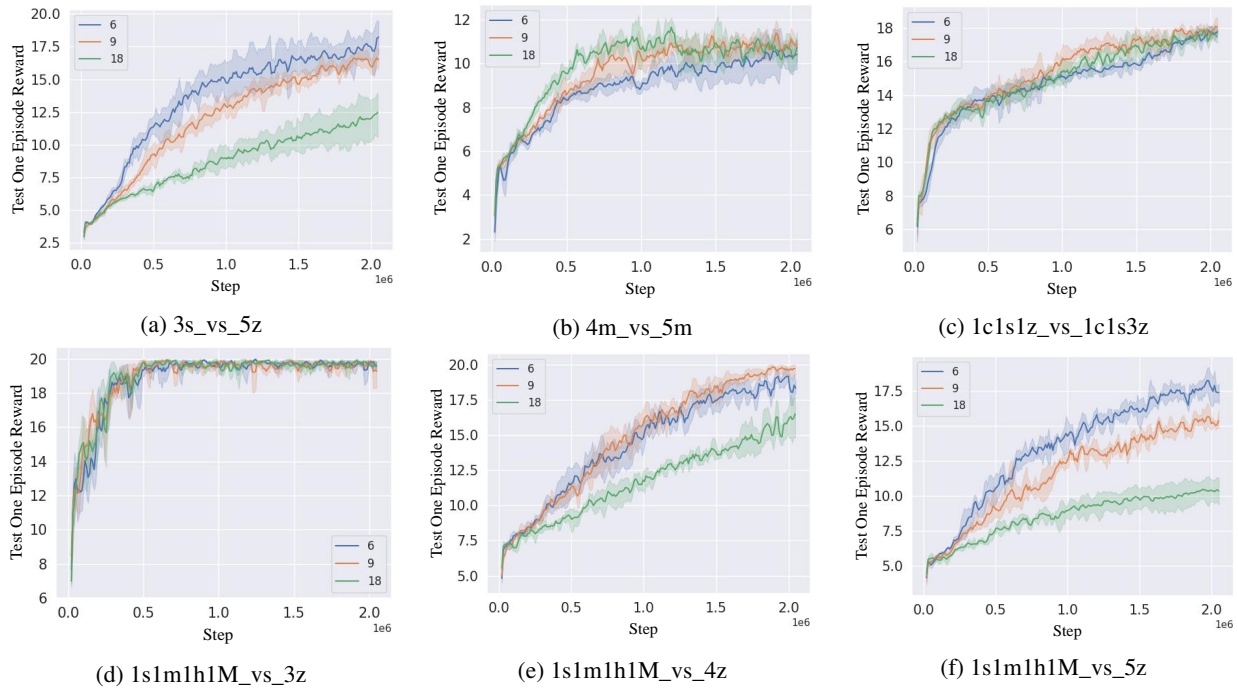 20.0
17.5
15.0
12.5
10.0
7.5
5.0
2.5
Test One Episode Reward
6
9
18
0.0 0.5 1.0 1.5 2.0
1e6
Step
(a) 3s_vs_5z
12
10
8
6
4
2
Test One Episode Reward
6
9
18
0.0 0.5 1.0 1.5 2.0
1e6
Step
(b) 4m_vs_5m
18
16
14
12
10
8
6
Test One Episode Reward
6
9
18
0.0 0.5 1.0 1.5 2.0
1e6
Step
(c) 1c1s1z_vs_1c1s3z
20
18
16
14
12
10
8
6
Test One Episode Reward
6
9
18
0.0 0.5 1.0 1.5 2.0
1e6
Step
(d) 1s1m1h1M_vs_3z
20.0
17.5
15.0
12.5
10.0
7.5
5.0
Test One Episode Reward
6
9
18
0.0 0.5 1.0 1.5 2.0
1e6
Step
(e) 1s1m1h1M_vs_4z
17.5
15.0
12.5
10.0
7.5
5.0
Test One Episode Reward
6
9
18
0.0 0.5 1.0 1.5 2.0
1e6
Step
(f) 1s1m1h1M_vs_5z